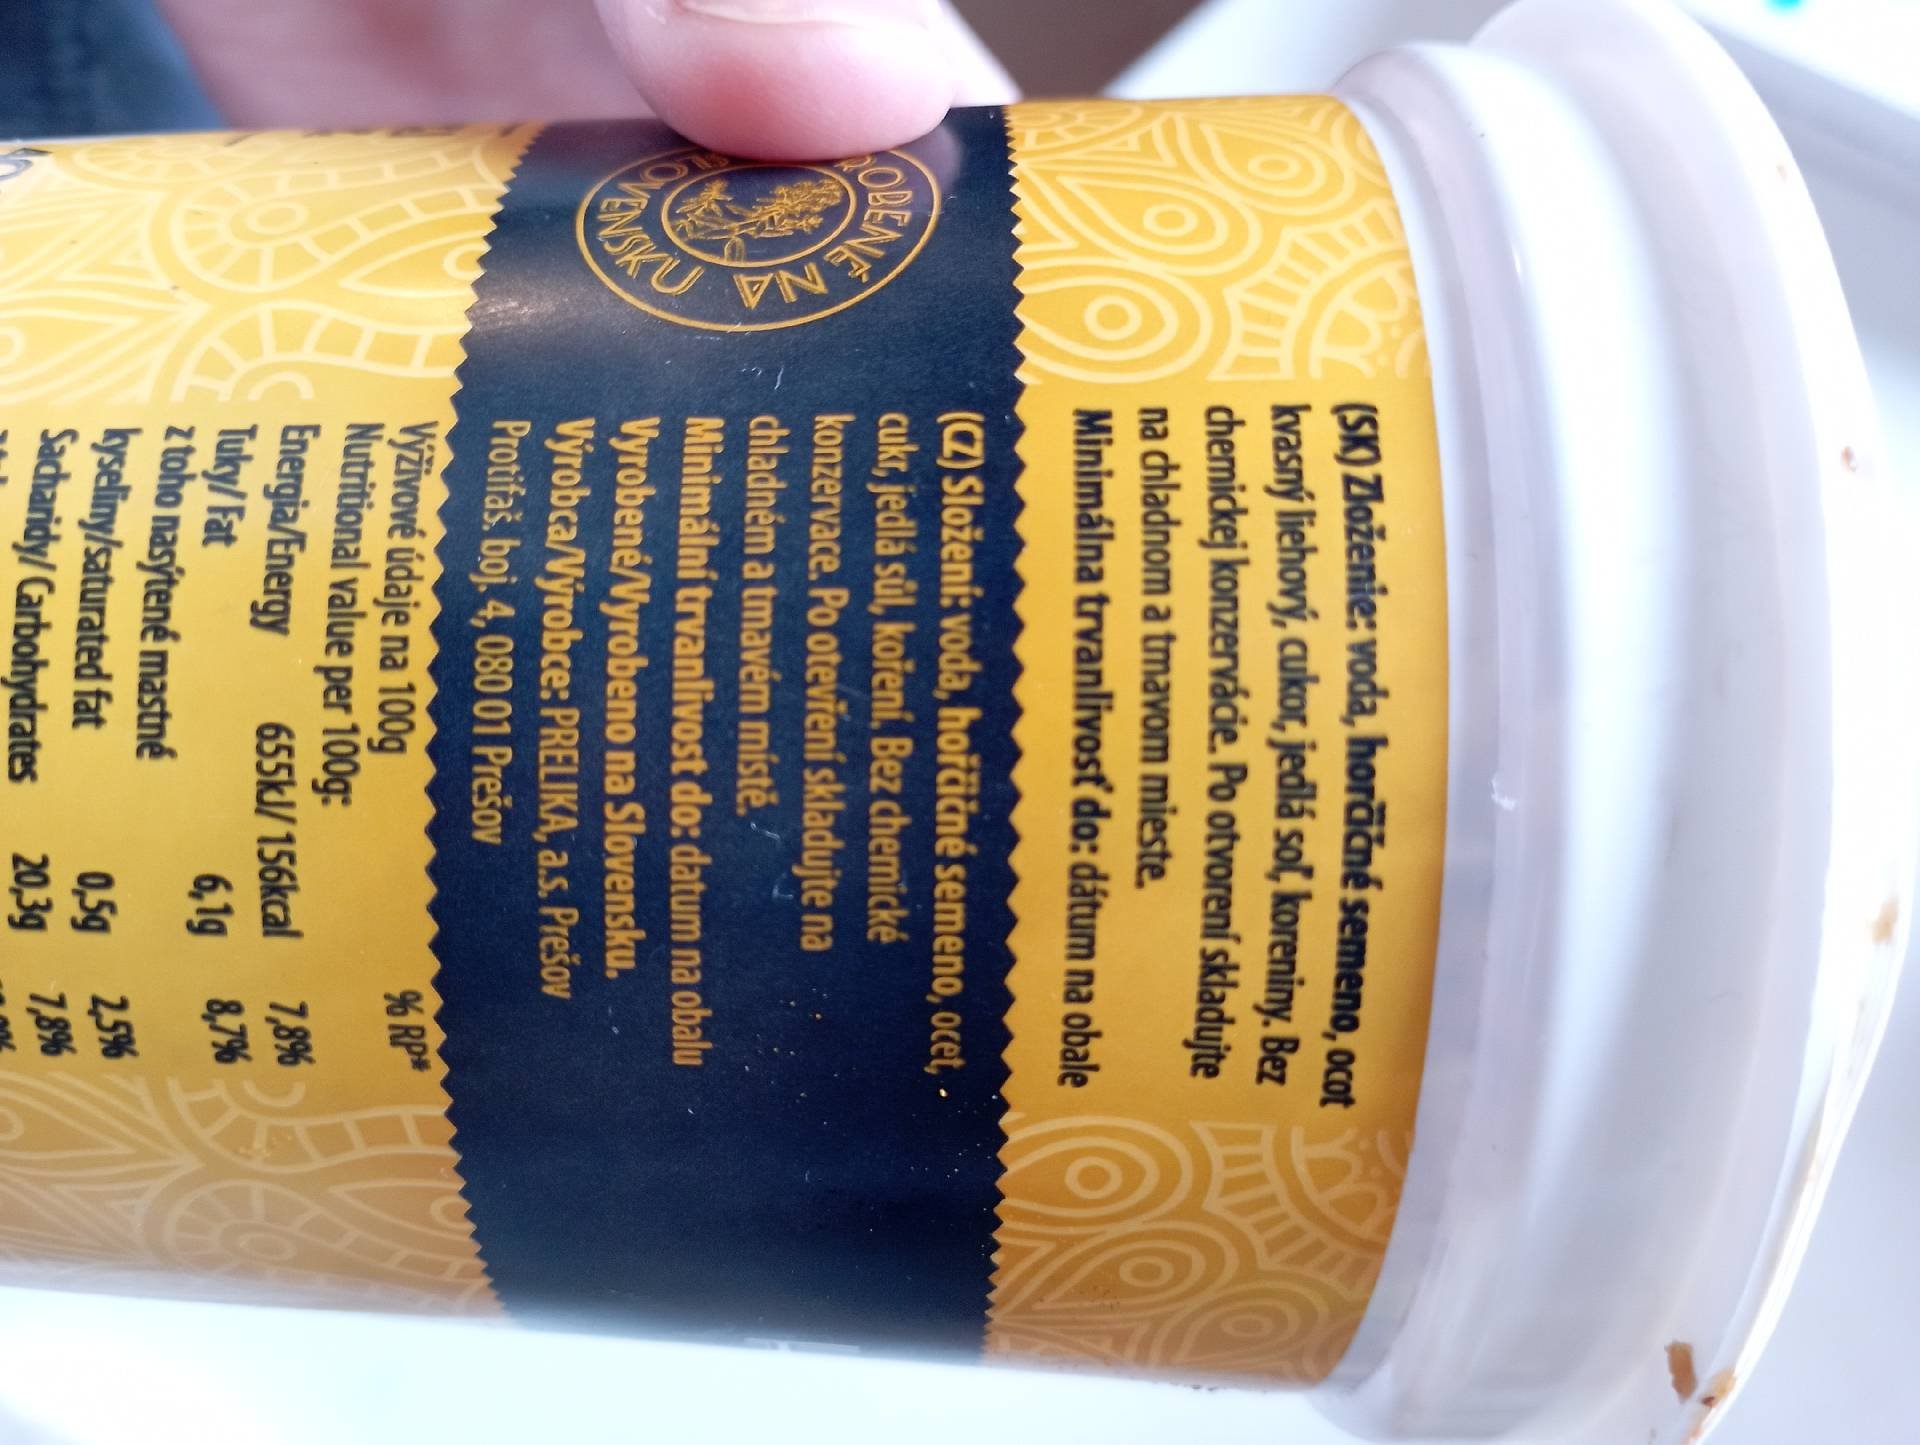 (SK) Zloženie: voda, horčičné semeno, ocot
kvasný liehový, cukor, jedlá soľ, koreniny. Bez
chemickej konzervácie. Po otvorení skladujte
na chladnom a tmavom mieste.
Minimálna trvanlivosť do: dátum na obale
(CZ) Složení: voda, hořčičné semeno, ocet,
cukr, jedlá sůl, koření. Bez chemické
konzervace. Po otevření skladujte na
chladném a tmavém místě.
Minimální trvanlivost do: datum na obalu
Vyrobené/Vyrobeno na Slovensku.
Výrobca/Výrobce: PRELIKA, a.s. Prešov
Protifaš. boj. 4, 080 01 Prešov
NA SLOVENSKU
Výživové údaje na 100g
Nutritional value per 100g: % RP*
Energia/Energy 655kJ/ 156kcal 7,8%
Tuky/ Fat 6,1g 8,7%
z toho nasýtené mastné
kyseliny/saturated fat 0,5g 2,5%
Sacharidy/ Carbohydrates 20,3g 7,8%